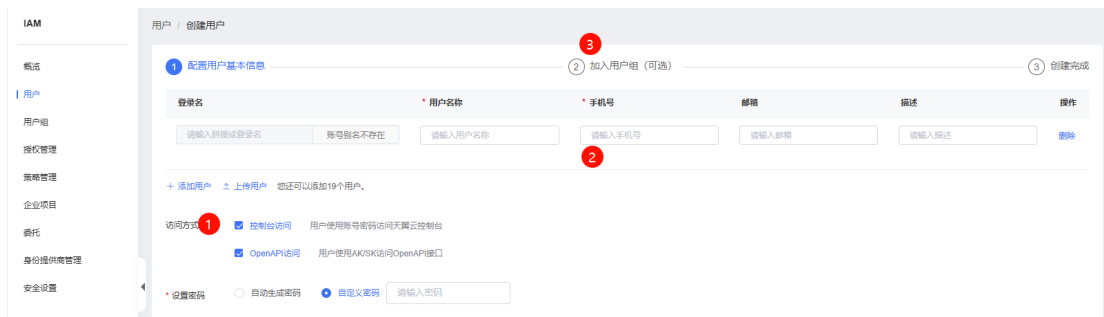 IAM
用户 / 创建用户
3
1 配置用户基本信息
2 加入用户组（可选）
3 创建完成
概览
用户
用户组
授权管理
策略管理
企业项目
委托
身份提供商管理
安全设置
登录名 * 用户名称 * 手机号 邮箱 描述 操作
请输入拼接成登录名 账号别名不存在 请输入用户名称 请输入手机号 请输入邮箱 请输入描述 删除
2
+ 添加用户 上传用户 您还可以添加19个用户。
访问方式 1 控制台访问 用户使用账号密码访问天翼云控制台
OpenAPI访问 用户使用AK/SK访问OpenAPI接口
* 设置密码 自动生成密码 自定义密码 请输入密码